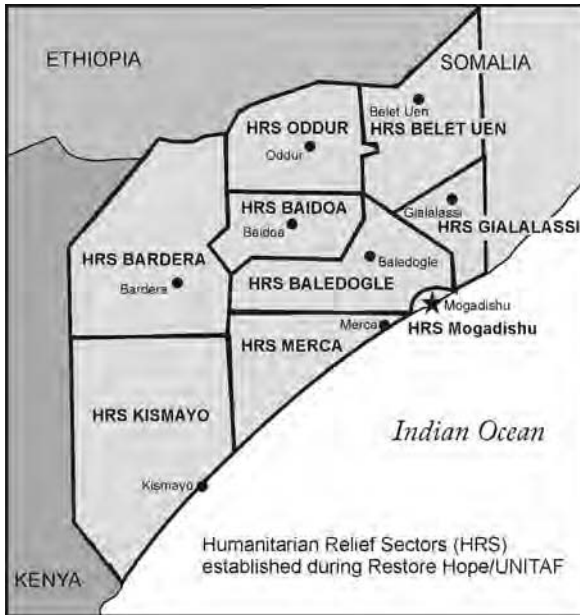 ETHIOPIA
SOMALIA
Belet Uen
HRS BELET UEN
HRS ODDUR
Oddur
HRS BAIDOA
Baidoa
Gialalassi
HRS GIALALASSI
HRS BARDERA
Bardera
Baledogle
HRS BALEDOGLE
Mogadishu
HRS Mogadishu
Merca
HRS MERCA
HRS KISMAYO
Kismayo
Indian Ocean
Humanitarian Relief Sectors (HRS)
established during Restore Hope/UNITAF
KENYA